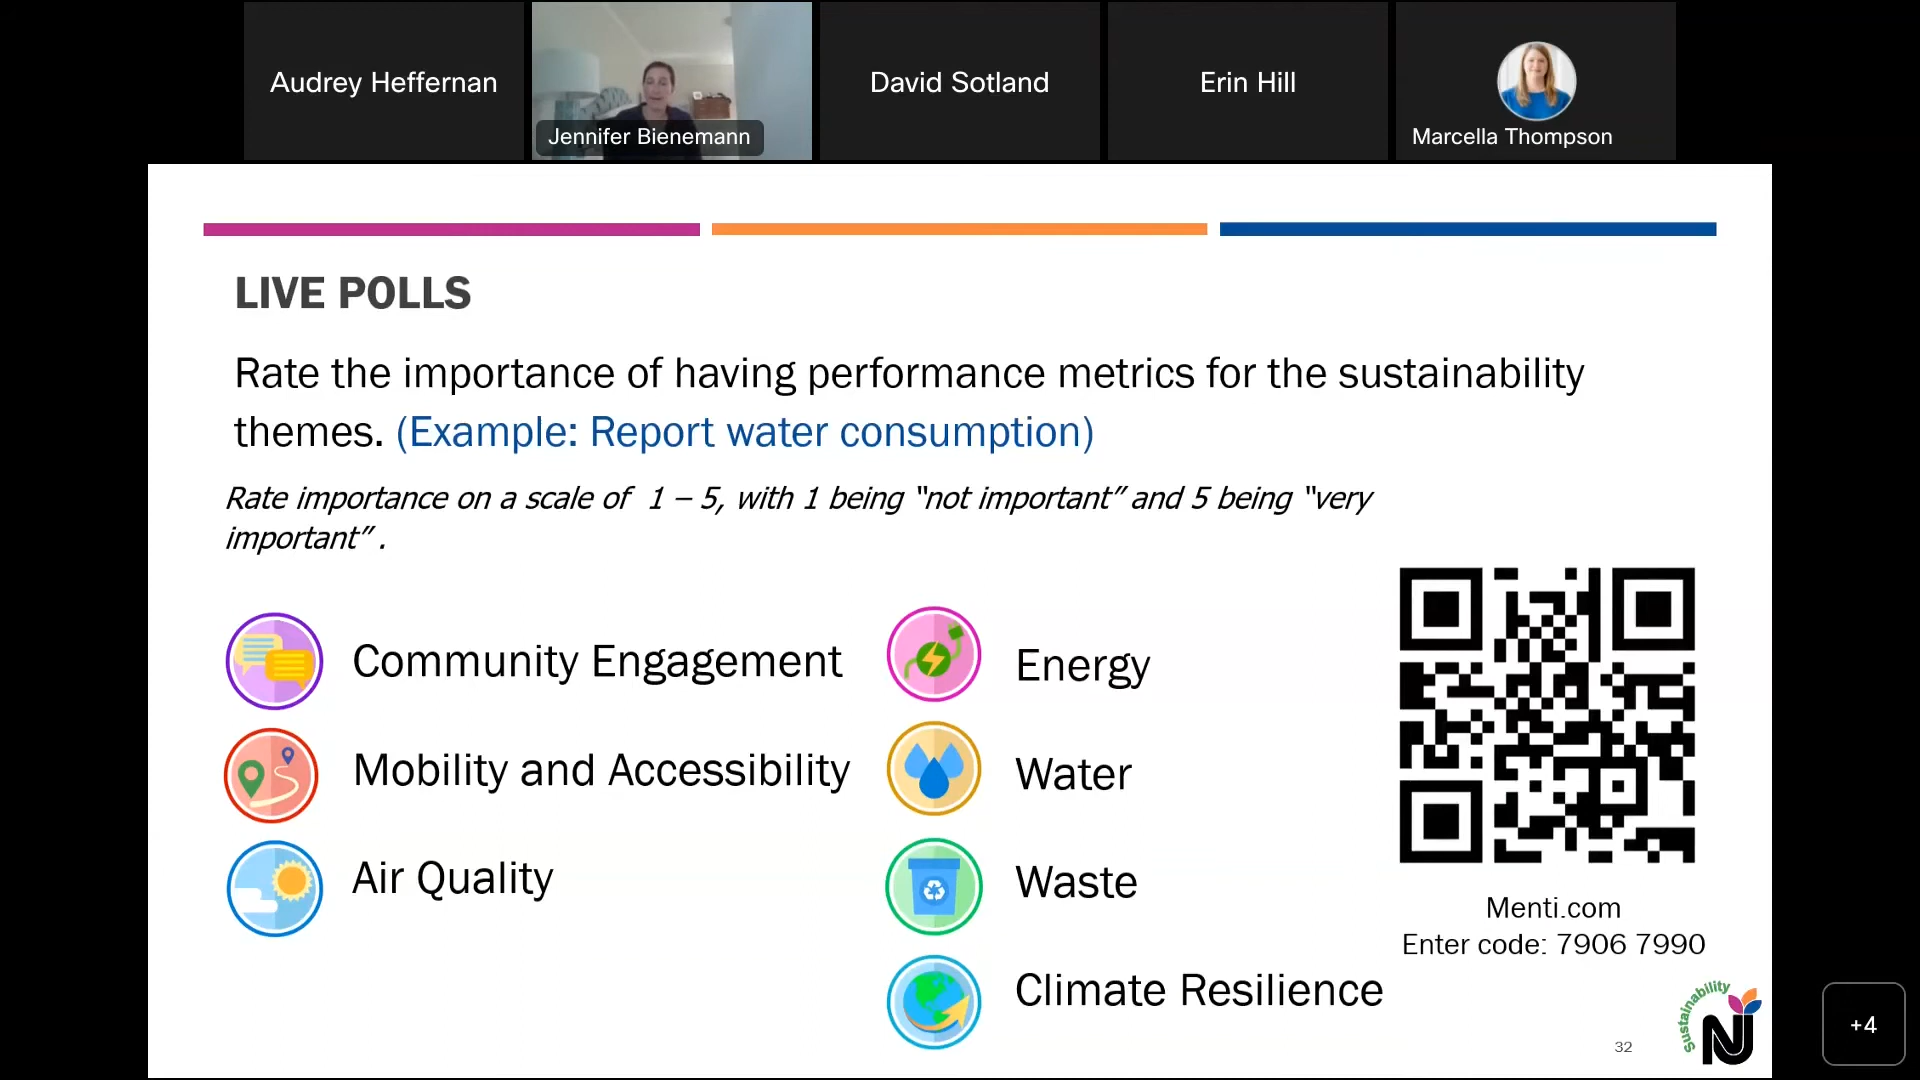 Audrey Heffernan
Jennifer Bienemann
David Sotland
Erin Hill
Marcella Thompson
LIVE POLLS
Rate the importance of having performance metrics for the sustainability
themes. (Example: Report water consumption)
Rate importance on a scale of 1 – 5, with 1 being “not important” and 5 being “very
important” .
Community Engagement
Mobility and Accessibility
Air Quality
Energy
Water
Waste
Climate Resilience
Menti.com
Enter code: 7906 7990
Sustainability
NJ
32
+4